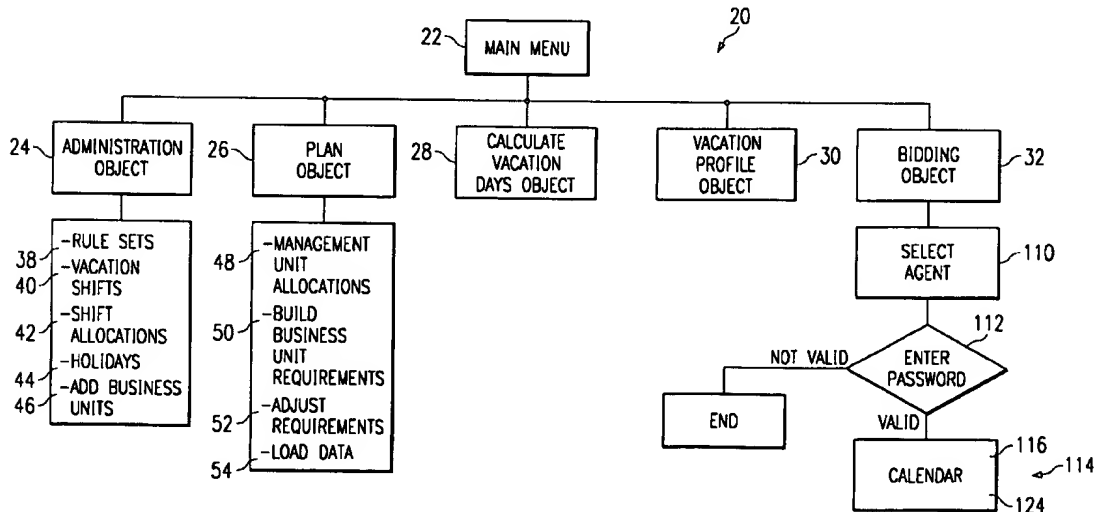 20
22
MAIN MENU
24
ADMINISTRATION
OBJECT
26
PLAN
OBJECT
28
CALCULATE
VACATION
DAYS OBJECT
VACATION
PROFILE
OBJECT
30
BIDDING
OBJECT
32
38
-RULE SETS
40
-VACATION
SHIFTS
42
-SHIFT
ALLOCATIONS
44
-HOLIDAYS
46
-ADD BUSINESS
UNITS
48
-MANAGEMENT
UNIT
ALLOCATIONS
50
-BUILD
BUSINESS
UNIT
REQUIREMENTS
52
-ADJUST
REQUIREMENTS
54
-LOAD DATA
SELECT
AGENT
110
112
ENTER
PASSWORD
NOT VALID
END
VALID
CALENDAR
116
124
114